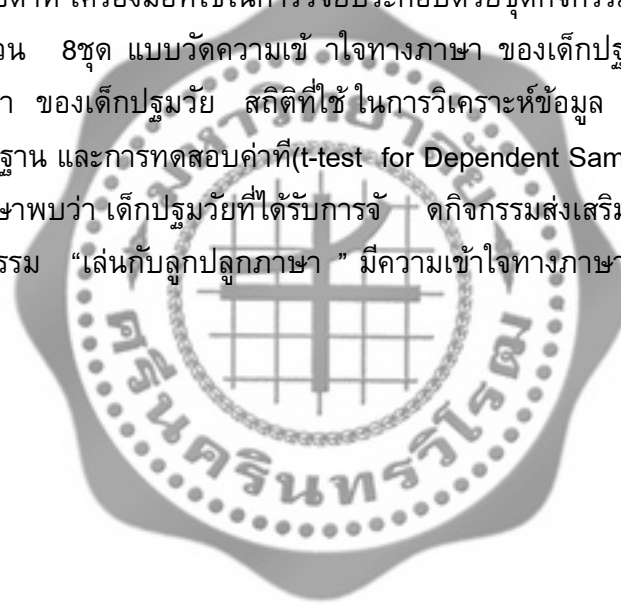 เครื่องมือที่ใช้ในการวิจัยประกอบด้วยชุดกิจกรรม
8ชุด แบบวัดความเข้ าใจทางภาษา ของเด็กปฐ
ของเด็กปฐมวัย สถิติที่ใช้ ในการวิเคราะห์ข้อมูล
ฐาน และการทดสอบค่าที(t-test for Dependent Sam
ษาพบว่า เด็กปฐมวัยที่ได้รับการจั ดกิจกรรมส่งเสริม
รรม “เล่นกับลูกปลูกภาษา ” มีความเข้าใจทางภาษา
มหาวิทยาลัย
ศรีนครินทรวิโรฒ